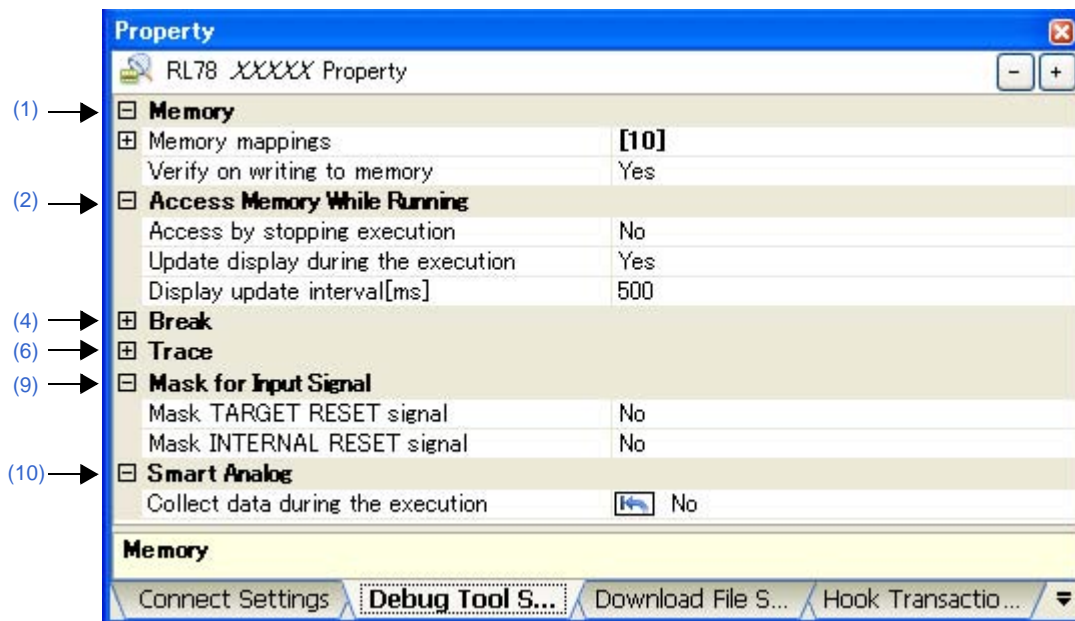 Property
RL78 XXXXX Property
- +
(1) Memory
Memory mappings [10]
Verify on writing to memory Yes
(2) Access Memory While Running
Access by stopping execution No
Update display during the execution Yes
Display update interval[ms] 500
(4) Break
(6) Trace
(9) Mask for Input Signal
Mask TARGET RESET signal No
Mask INTERNAL RESET signal No
(10) Smart Analog
Collect data during the execution No
Memory
Connect Settings Debug Tool S... Download File S... Hook Transactio...